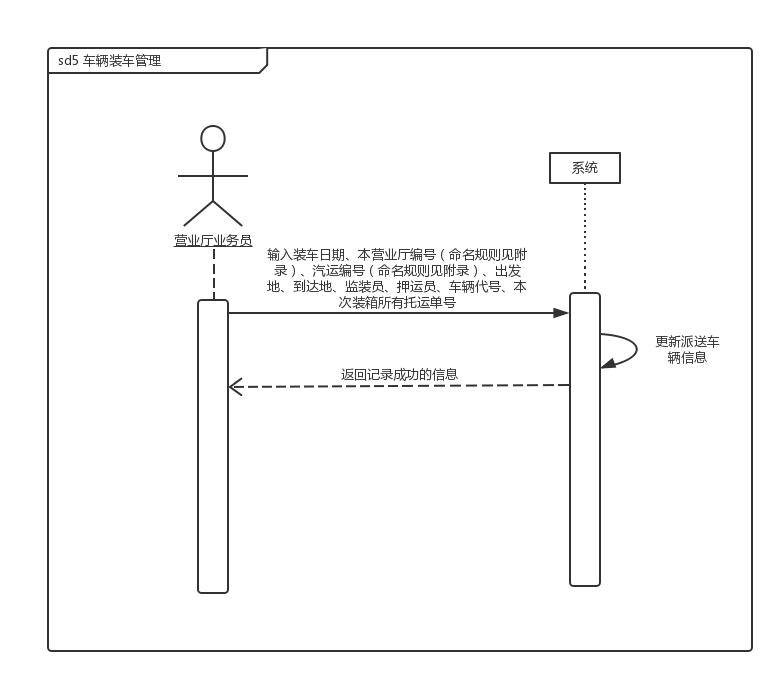 sd5 车辆装车管理
系统
营业厅业务员
输入装车日期、本营业厅编号（命名规则见附
录）、汽运编号（命名规则见附录）、出发
地、到达地、监装员、押运员、车辆代号、本
次装箱所有托运单号
更新派送车
辆信息
返回记录成功的信息